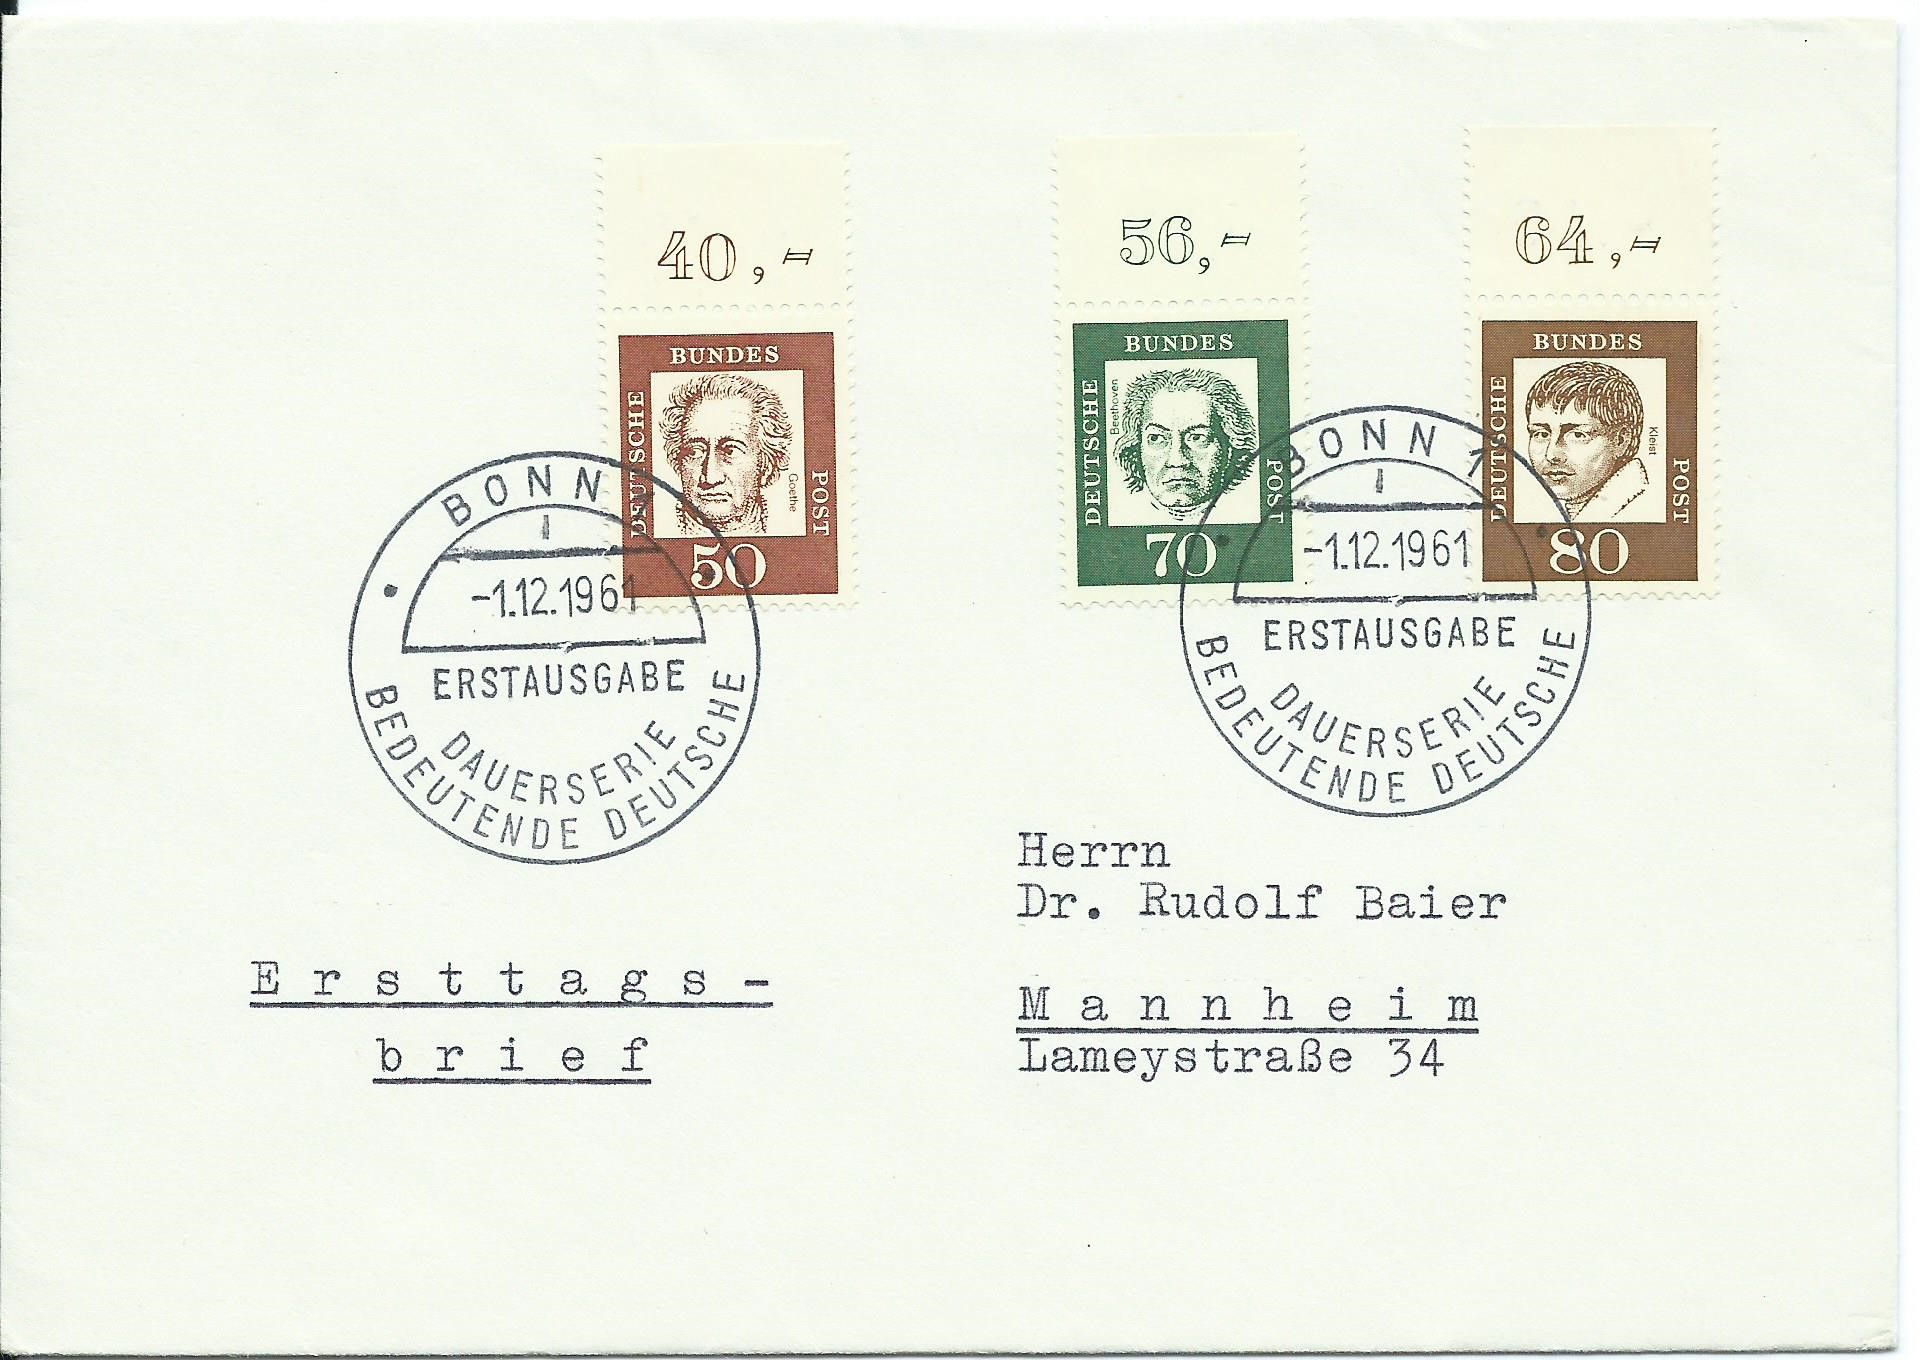 40,-
56,-
64,-
BUNDES
DEUTSCHE
POST
Goethe
50
BUNDES
DEUTSCHE
POST
Beethoven
70
BUNDES
DEUTSCHE
POST
Kleist
80
BONN
-1.12.1961
ERSTAUSGABE
DAUERSERIE
BEDEUTENDE DEUTSCHE
BONN 1
-1.12.1961
ERSTAUSGABE
DAUERSERIE
BEDEUTENDE DEUTSCHE
Ersttags-
brief
Herrn
Dr. Rudolf Baier
Mannheim
Lameystraße 34